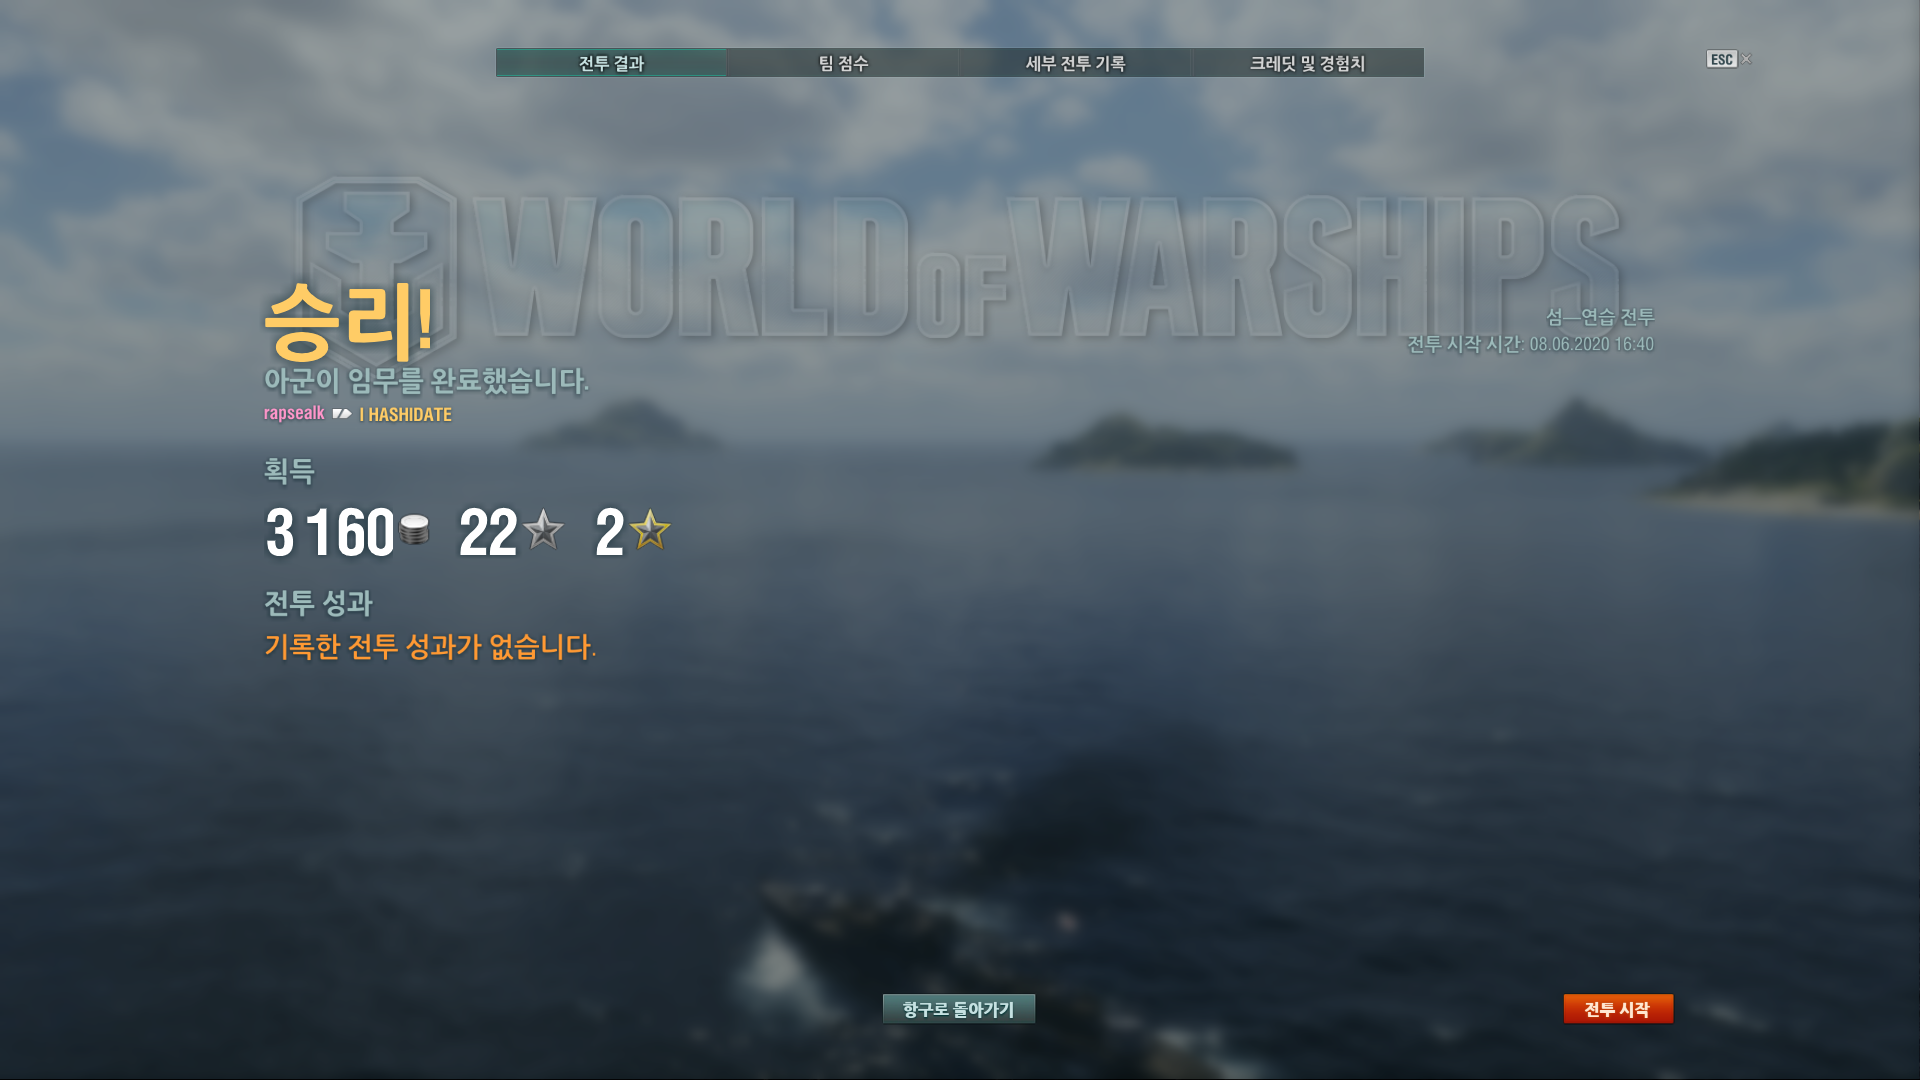 전투 결과
팀 점수
세부 전투 기록
크레딧 및 경험치
ESC
WORLD OF WARSHIPS
승리!
섬—연습 전투
전투 시작 시간: 08.06.2020 16:40
아군이 임무를 완료했습니다.
rapsealk I HASHIDATE
획득
3 160 22 2
전투 성과
기록한 전투 성과가 없습니다.
항구로 돌아가기
전투 시작